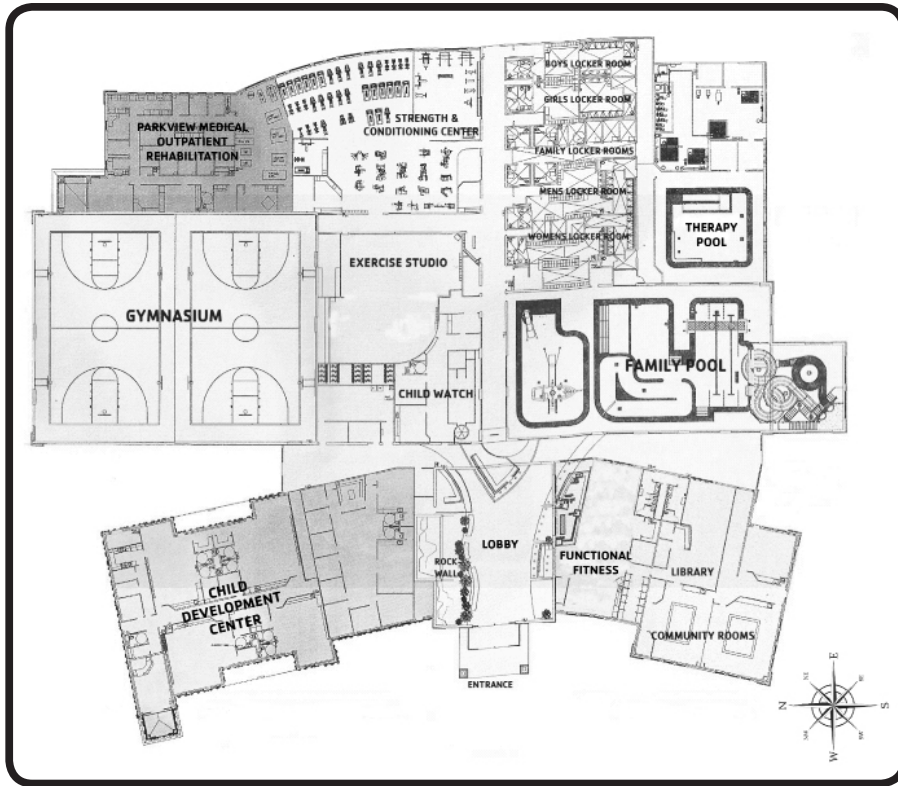 BOYS LOCKER ROOM
GIRLS LOCKER ROOM
PARKVIEW MEDICAL
OUTPATIENT
REHABILITATION
STRENGTH &
CONDITIONING CENTER
FAMILY LOCKER ROOMS
MENS LOCKER ROOM
WOMENS LOCKER ROOM
THERAPY
POOL
EXERCISE STUDIO
GYMNASIUM
FAMILY POOL
CHILD WATCH
LOBBY
ROCK
WALL
FUNCTIONAL
FITNESS
LIBRARY
CHILD
DEVELOPMENT
CENTER
COMMUNITY ROOMS
ENTRANCE
E
N
S
W